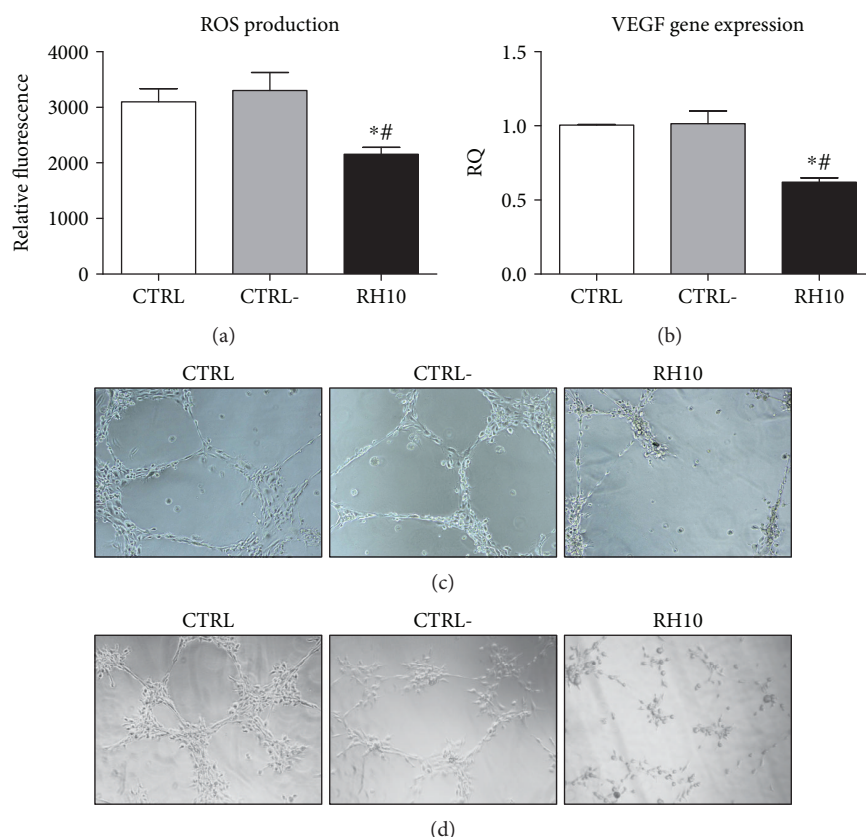 ROS production
Relative fluorescence
4000
3000
2000
1000
0
*#
CTRL
CTRL-
RH10
(a)
VEGF gene expression
RQ
1.5
1.0
0.5
0.0
*#
CTRL
CTRL-
RH10
(b)
CTRL
CTRL-
RH10
(c)
CTRL
CTRL-
RH10
(d)